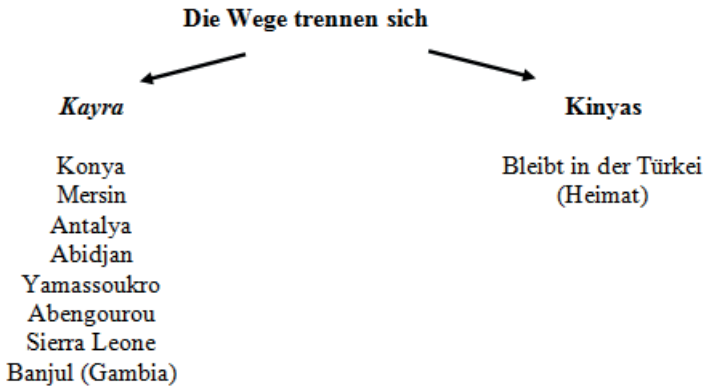 Die Wege trennen sich
Kayra
Konya
Mersin
Antalya
Abidjan
Yamassoukro
Abengourou
Sierra Leone
Banjul (Gambia)
Kinyas
Bleibt in der Türkei
(Heimat)